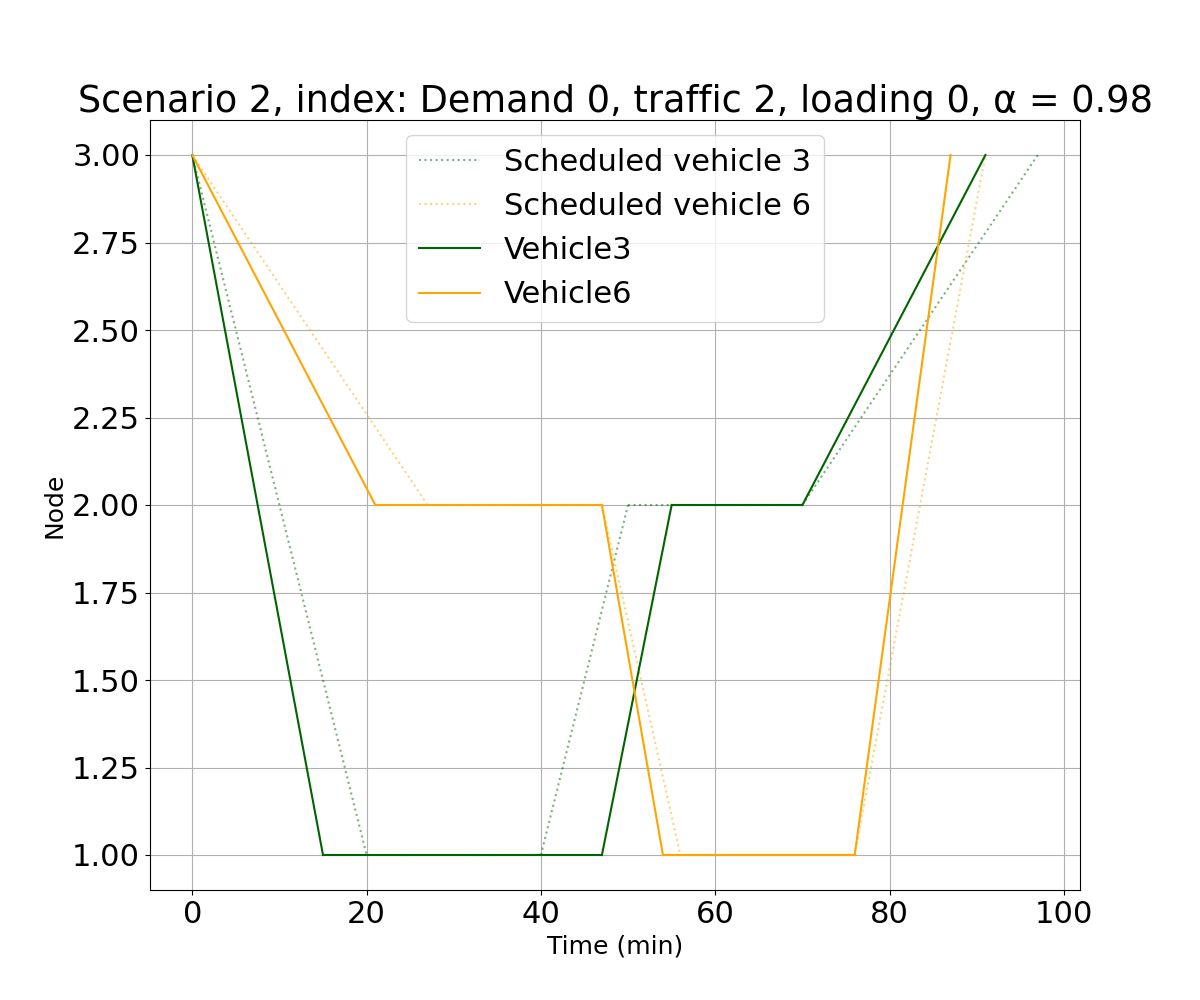 Scenario 2, index: Demand 0, traffic 2, loading 0, α = 0.98
Scheduled vehicle 3
Scheduled vehicle 6
Vehicle3
Vehicle6
3.00
2.75
2.50
2.25
2.00
1.75
1.50
1.25
1.00
Node
0 20 40 60 80 100
Time (min)